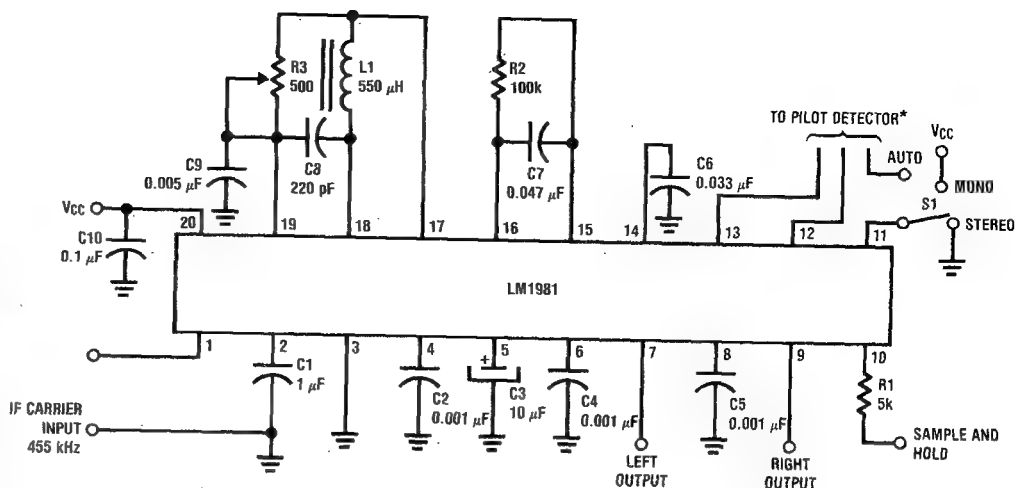 R3
500
L1
550 µH
R2
100k
TO PILOT DETECTOR*
VCC
AUTO
MONO
S1
STEREO
C9
0.005 µF
C8
220 pF
C7
0.047 µF
C6
0.033 µF
VCC
C10
0.1 µF
20
19
18
17
16
15
14
13
12
11
LM1981
1
2
3
4
5
6
7
8
9
10
C1
1 µF
C2
0.001 µF
+
C3
10 µF
C4
0.001 µF
C5
0.001 µF
R1
5k
IF CARRIER
INPUT
455 kHz
LEFT
OUTPUT
RIGHT
OUTPUT
SAMPLE AND
HOLD